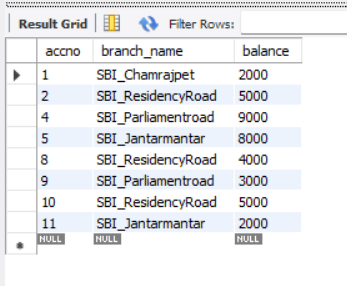 Result Grid Filter Rows:
accno branch_name balance
1 SBI_Chamrajpet 2000
2 SBI_ResidencyRoad 5000
4 SBI_Parliamentroad 9000
5 SBI_Jantarmantar 8000
8 SBI_ResidencyRoad 4000
9 SBI_Parliamentroad 3000
10 SBI_ResidencyRoad 5000
11 SBI_Jantarmantar 2000
NULL NULL NULL